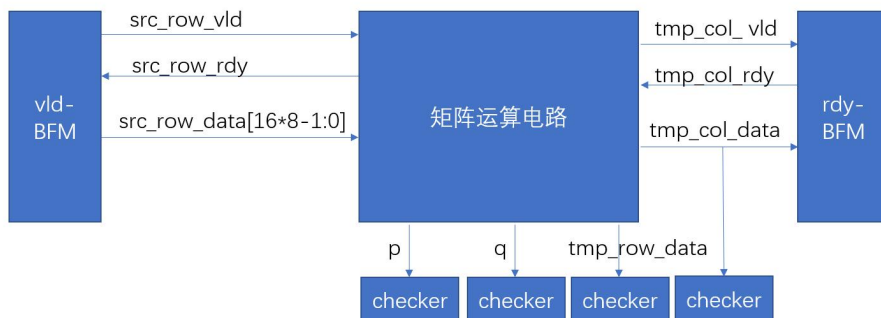 src_row_vld
src_row_rdy
src_row_data[16*8-1:0]
vld-
BFM
矩阵运算电路
tmp_col_ vld
tmp_col_rdy
tmp_col_data
rdy-
BFM
p
q
tmp_row_data
checker
checker
checker
checker